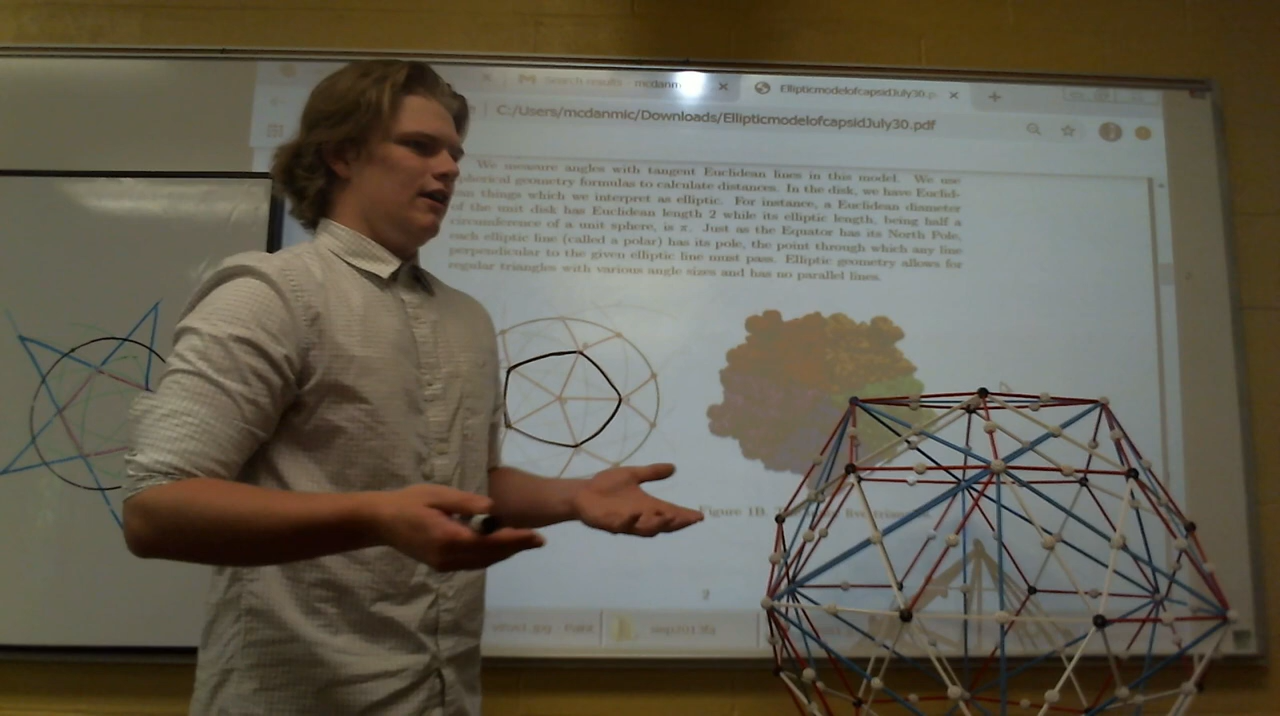 Search results - mcdanm
EllipticmodelofcapsidJuly30.p
C:/Users/mcdanmic/Downloads/EllipticmodelofcapsidJuly30.pdf
We measure angles with tangent Euclidean lines in this model. We use
pherical geometry formulas to calculate distances. In the disk, we have Euclid-
an things which we interpret as elliptic. For instance, a Euclidean diameter
of the unit disk has Euclidean length 2 while its elliptic length, being half a
circumference of a unit sphere, is π. Just as the Equator has its North Pole,
each elliptic line (called a polar) has its pole, the point through which any line
perpendicular to the given elliptic line must pass. Elliptic geometry allows for
regular triangles with various angle sizes and has no parallel lines.
Figure 1B. five
- Paint